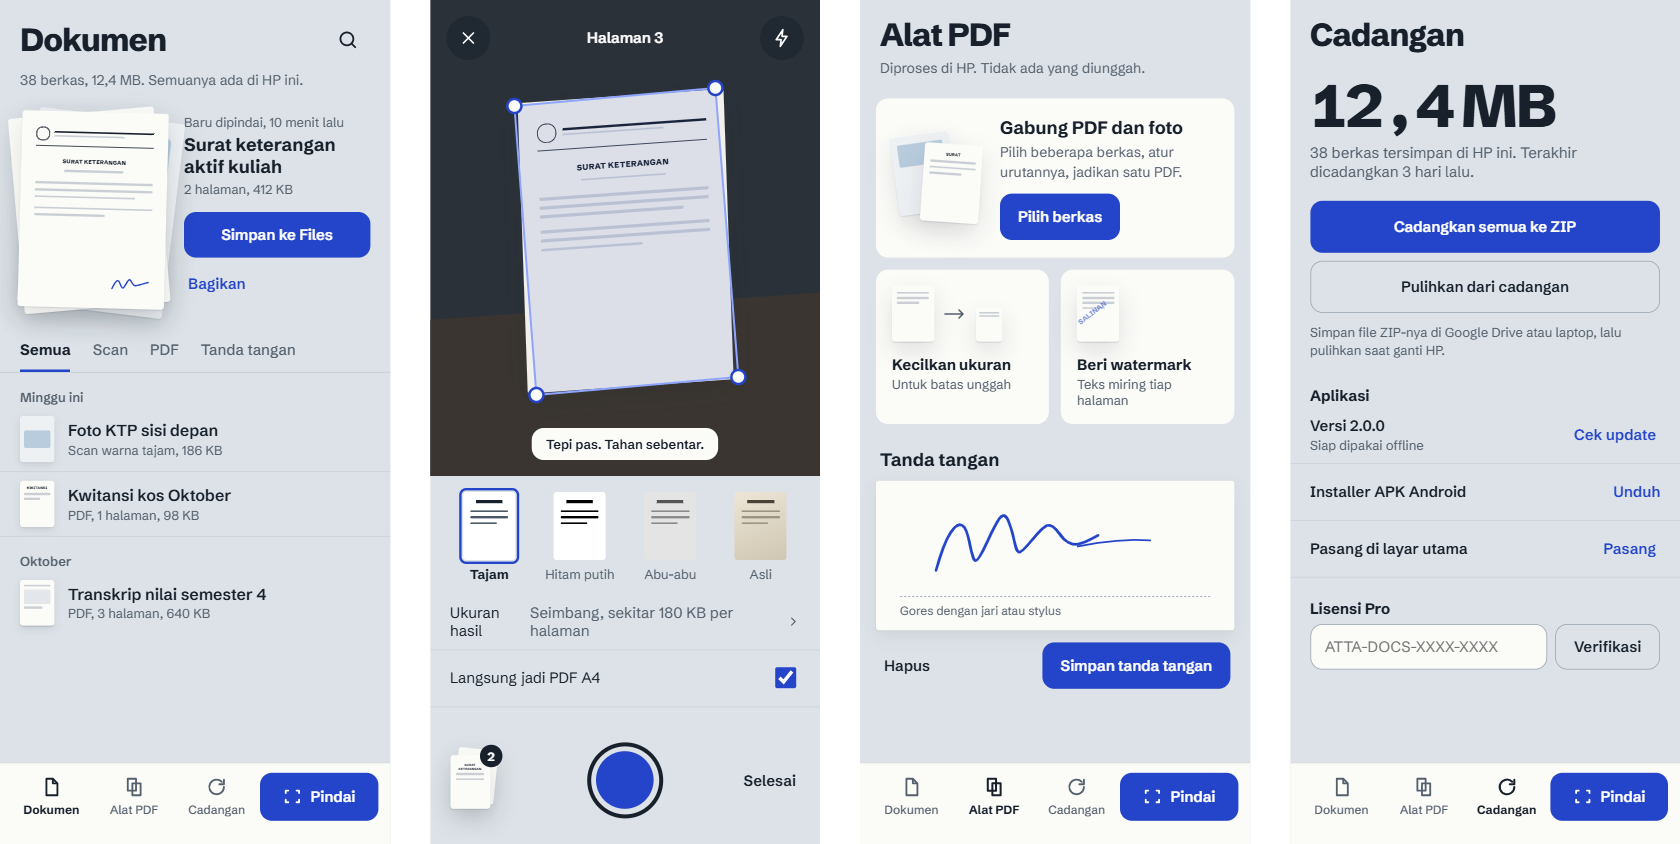 Dokumen
38 berkas, 12,4 MB. Semuanya ada di HP ini.
SURAT KETERANGAN
Baru dipindai, 10 menit lalu
Surat keterangan
aktif kuliah
2 halaman, 412 KB
Simpan ke Files
Bagikan
Semua
Scan
PDF
Tanda tangan
Minggu ini
Foto KTP sisi depan
Scan warna tajam, 186 KB
KWITANSI
Kwitansi kos Oktober
PDF, 1 halaman, 98 KB
Oktober
Transkrip nilai semester 4
PDF, 3 halaman, 640 KB
Dokumen
Alat PDF
Cadangan
Pindai
Halaman 3
SURAT KETERANGAN
Tepi pas. Tahan sebentar.
Tajam
Hitam putih
Abu-abu
Asli
Ukuran
hasil
Seimbang, sekitar 180 KB per
halaman
Langsung jadi PDF A4
SURAT
KETERANGAN
2
Selesai
Alat PDF
Diproses di HP. Tidak ada yang diunggah.
SURAT
Gabung PDF dan foto
Pilih beberapa berkas, atur
urutannya, jadikan satu PDF.
Pilih berkas
Kecilkan ukuran
Untuk batas unggah
SALINAN
Beri watermark
Teks miring tiap
halaman
Tanda tangan
Gores dengan jari atau stylus
Hapus
Simpan tanda tangan
Dokumen
Alat PDF
Cadangan
Pindai
Cadangan
12,4 MB
38 berkas tersimpan di HP ini. Terakhir
dicadangkan 3 hari lalu.
Cadangkan semua ke ZIP
Pulihkan dari cadangan
Simpan file ZIP-nya di Google Drive atau laptop, lalu
pulihkan saat ganti HP.
Aplikasi
Versi 2.0.0
Siap dipakai offline
Cek update
Installer APK Android
Unduh
Pasang di layar utama
Pasang
Lisensi Pro
ATTA-DOCS-XXXX-XXXX
Verifikasi
Dokumen
Alat PDF
Cadangan
Pindai